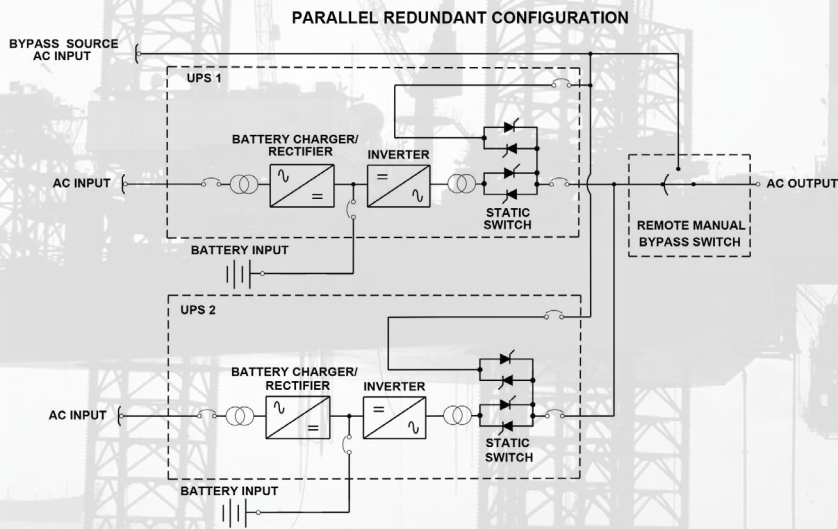 PARALLEL REDUNDANT CONFIGURATION
BYPASS SOURCE
AC INPUT
UPS 1
BATTERY CHARGER/
RECTIFIER
INVERTER
AC INPUT
STATIC
SWITCH
BATTERY INPUT
AC OUTPUT
REMOTE MANUAL
BYPASS SWITCH
UPS 2
BATTERY CHARGER/
RECTIFIER
INVERTER
AC INPUT
STATIC
SWITCH
BATTERY INPUT